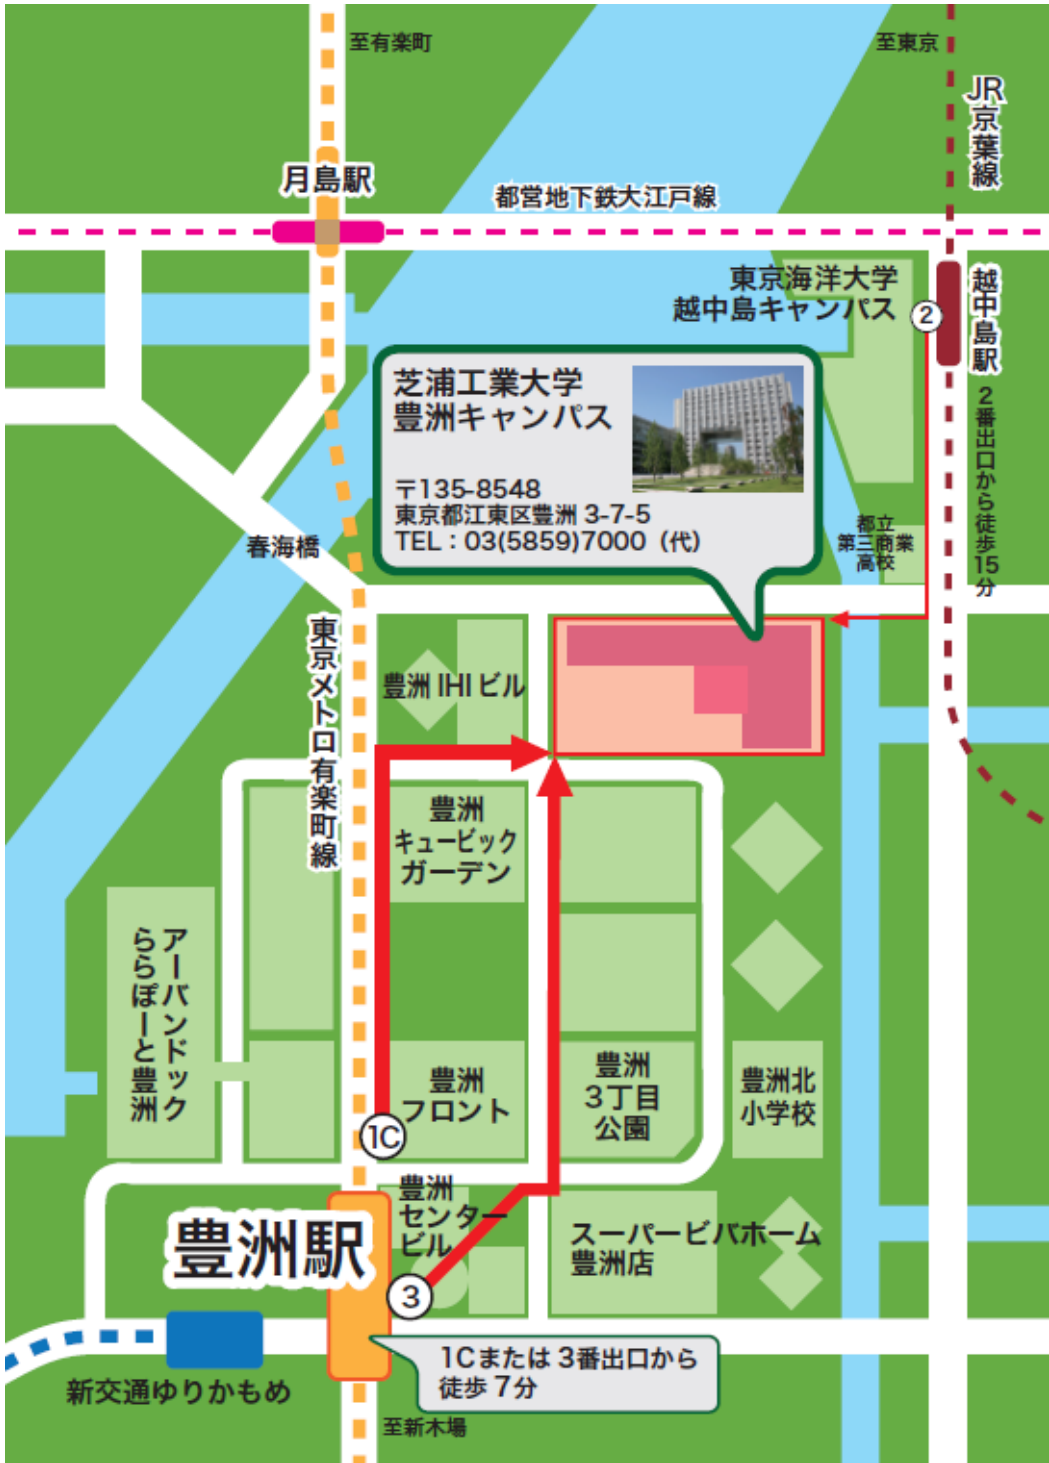 至有楽町
至東京
JR京葉線
月島駅
都営地下鉄大江戸線
東京海洋大学
越中島キャンパス
2
越中島駅
2番出口から徒歩15分
芝浦工業大学
豊洲キャンパス
〒135-8548
東京都江東区豊洲 3-7-5
TEL：03(5859)7000（代）
都立
第三商業
高校
春海橋
東京メトロ有楽町線
豊洲 IHI ビル
豊洲
キュービック
ガーデン
アーバンドック
ららぽーと豊洲
豊洲
フロント
豊洲
3丁目
公園
豊洲北
小学校
1C
豊洲
センター
ビル
豊洲駅
スーパービバホーム
豊洲店
3
1Cまたは 3番出口から
徒歩 7分
新交通ゆりかもめ
至新木場